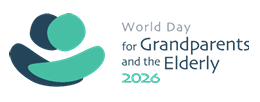 World Day
for Grandparents
and the Elderly
2026